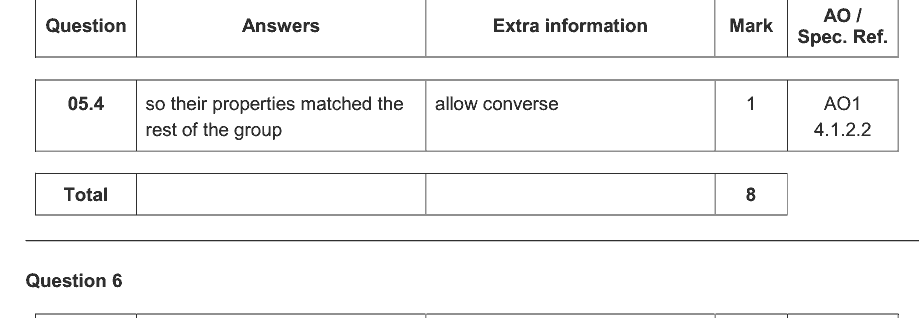 Question Answers Extra information Mark AO /
Spec. Ref.
05.4 so their properties matched the allow converse 1 AO1
rest of the group 4.1.2.2
Total 8
Question 6